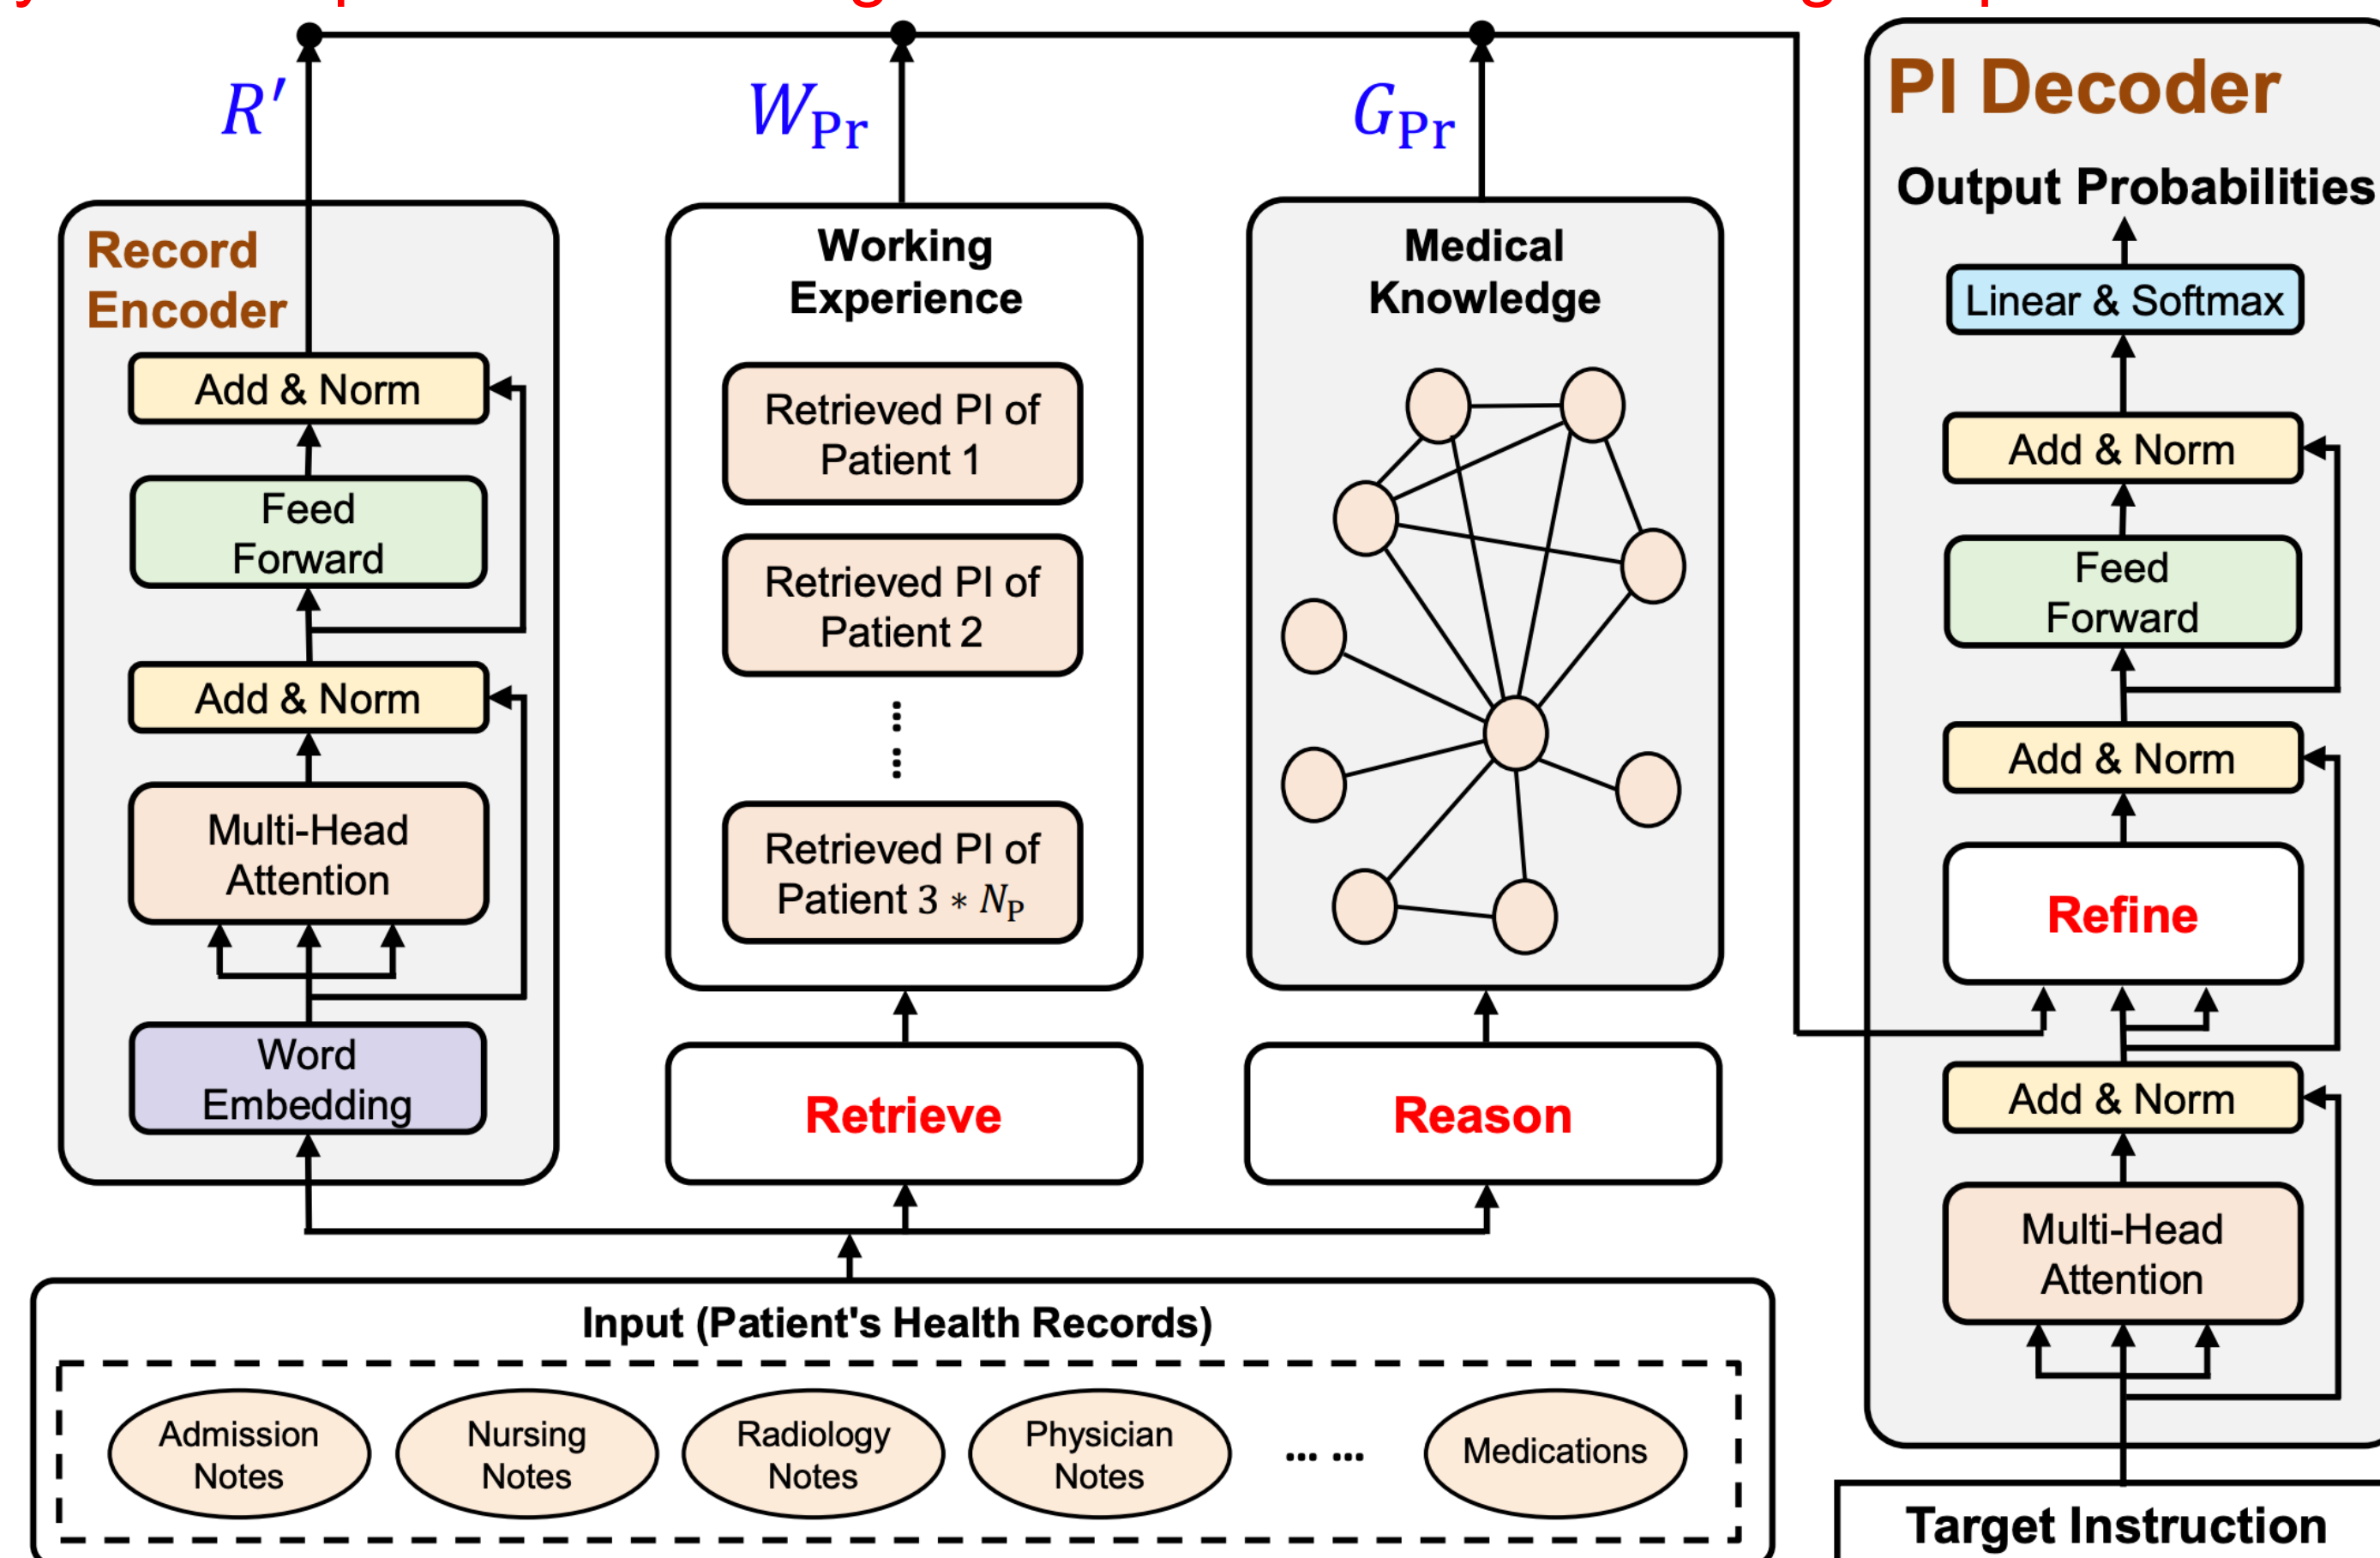 R′
W_Pr
G_Pr
Record
Encoder
Add & Norm
Feed
Forward
Add & Norm
Multi-Head
Attention
Word
Embedding
Working
Experience
Retrieved PI of
Patient 1
Retrieved PI of
Patient 2
Retrieved PI of
Patient 3 * N_P
Retrieve
Medical
Knowledge
Reason
Input (Patient's Health Records)
Admission
Notes
Nursing
Notes
Radiology
Notes
Physician
Notes
... ...
Medications
PI Decoder
Output Probabilities
Linear & Softmax
Add & Norm
Feed
Forward
Add & Norm
Refine
Add & Norm
Multi-Head
Attention
Target Instruction